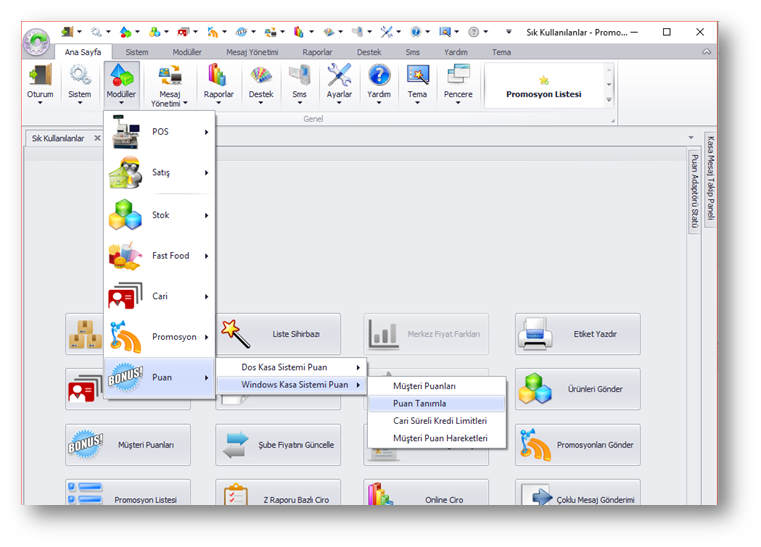 Sık Kullanılanlar - Promo...
Ana Sayfa
Sistem
Modüller
Mesaj Yönetimi
Raporlar
Destek
Sms
Yardım
Tema
Oturum
Sistem
Modüller
Mesaj
Yönetimi
Raporlar
Destek
Sms
Ayarlar
Yardım
Tema
Pencere
Promosyon Listesi
Genel
Sık Kullanılanlar
POS
Satış
Stok
Fast Food
Cari
Promosyon
Puan
BONUS!
Dos Kasa Sistemi Puan
Windows Kasa Sistemi Puan
Müşteri Puanları
Puan Tanımla
Cari Süreli Kredi Limitleri
Müşteri Puan Hareketleri
Liste Sihirbazı
Merkez Fiyat Farkları
Etiket Yazdır
Ürünleri Gönder
BONUS!
Müşteri Puanları
Şube Fiyatını Güncelle
Promosyonları Gönder
Promosyon Listesi
Z Raporu Bazlı Ciro
Online Ciro
Çoklu Mesaj Gönderimi
Puan Adaptörü Statü
Kasa Mesaj Takip Paneli